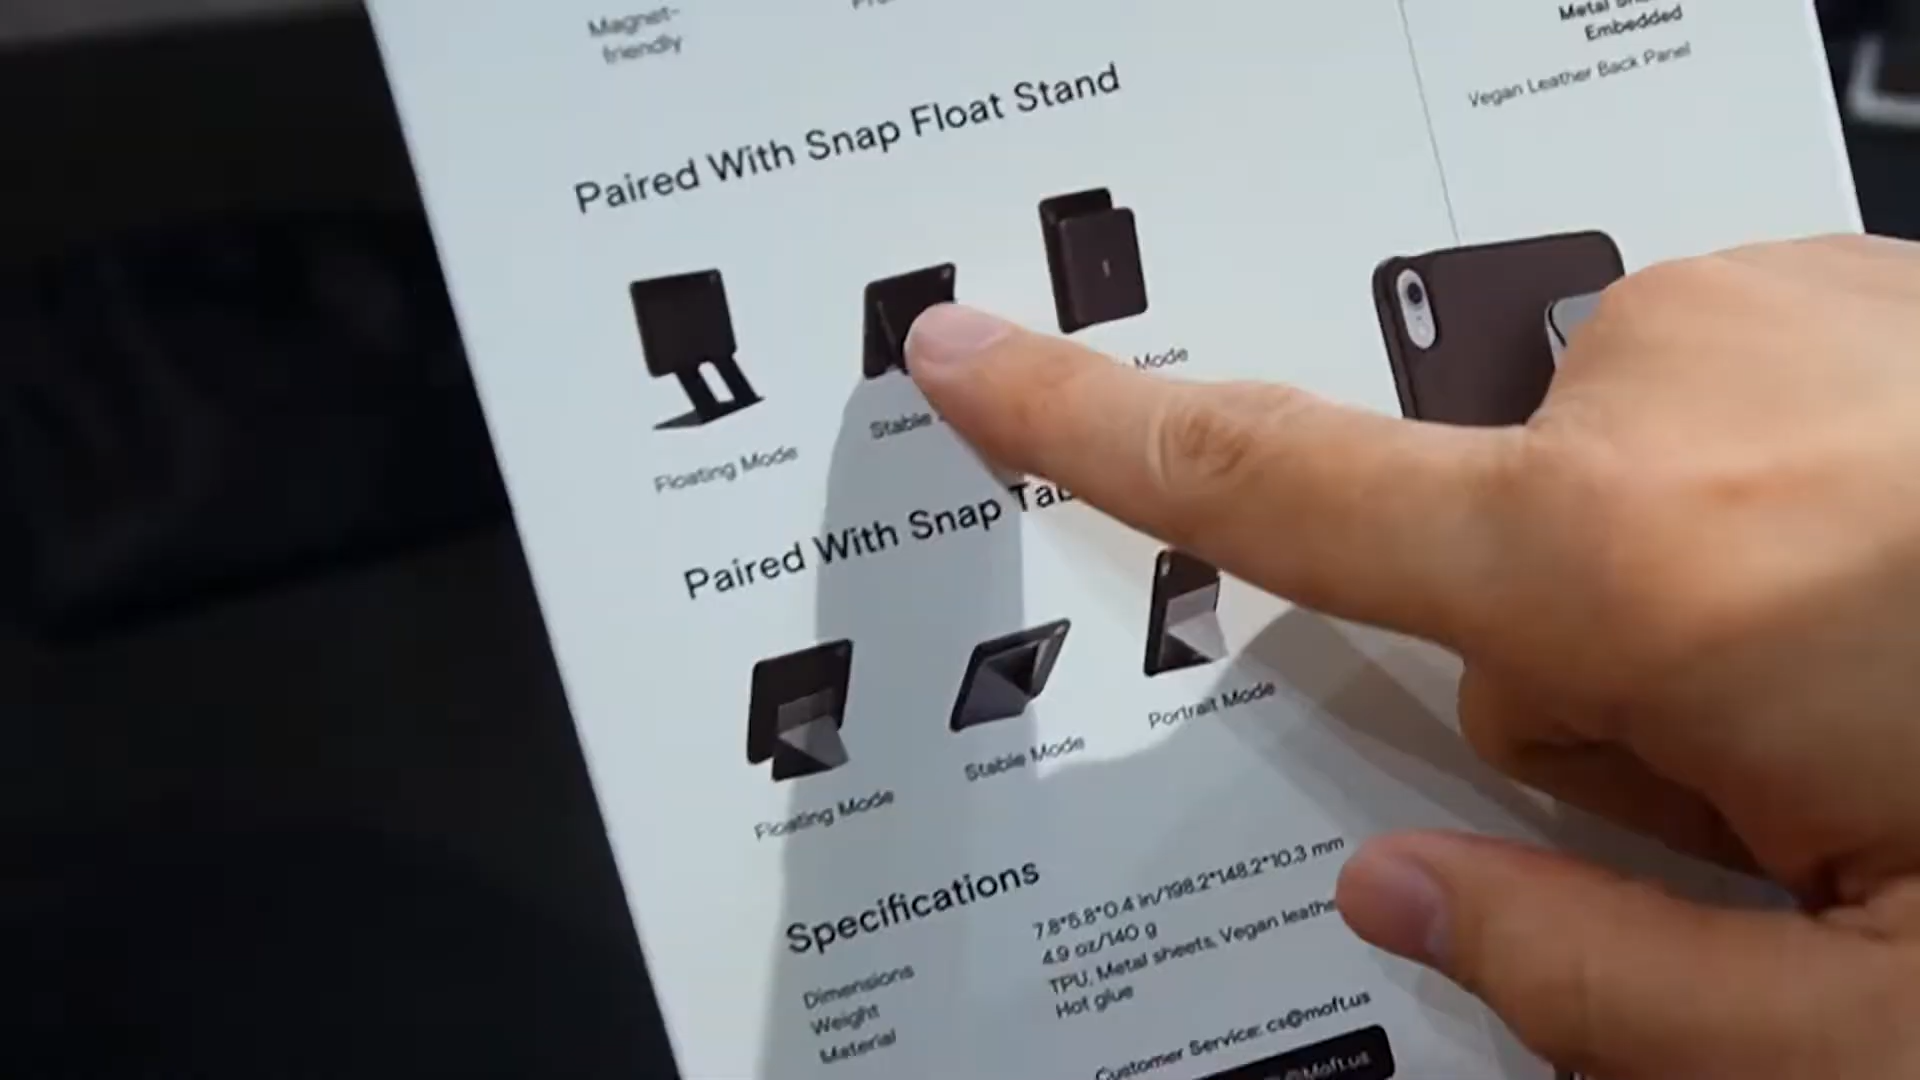 Magnet-
friendly
Metal
Embedded
Vegan Leather Back Panel
Paired With Snap Float Stand
Floating Mode
Stable
Mode
Paired With Snap
Floating Mode
Stable Mode
Portrait Mode
Specifications
Dimensions
7.8*5.8*0.4 in/198.2*148.2*10.3 mm
Weight
4.9 oz/140 g
Material
TPU, Metal sheets, Vegan leather
Hot glue
Customer Service: cs@moft.us
@Moft.us